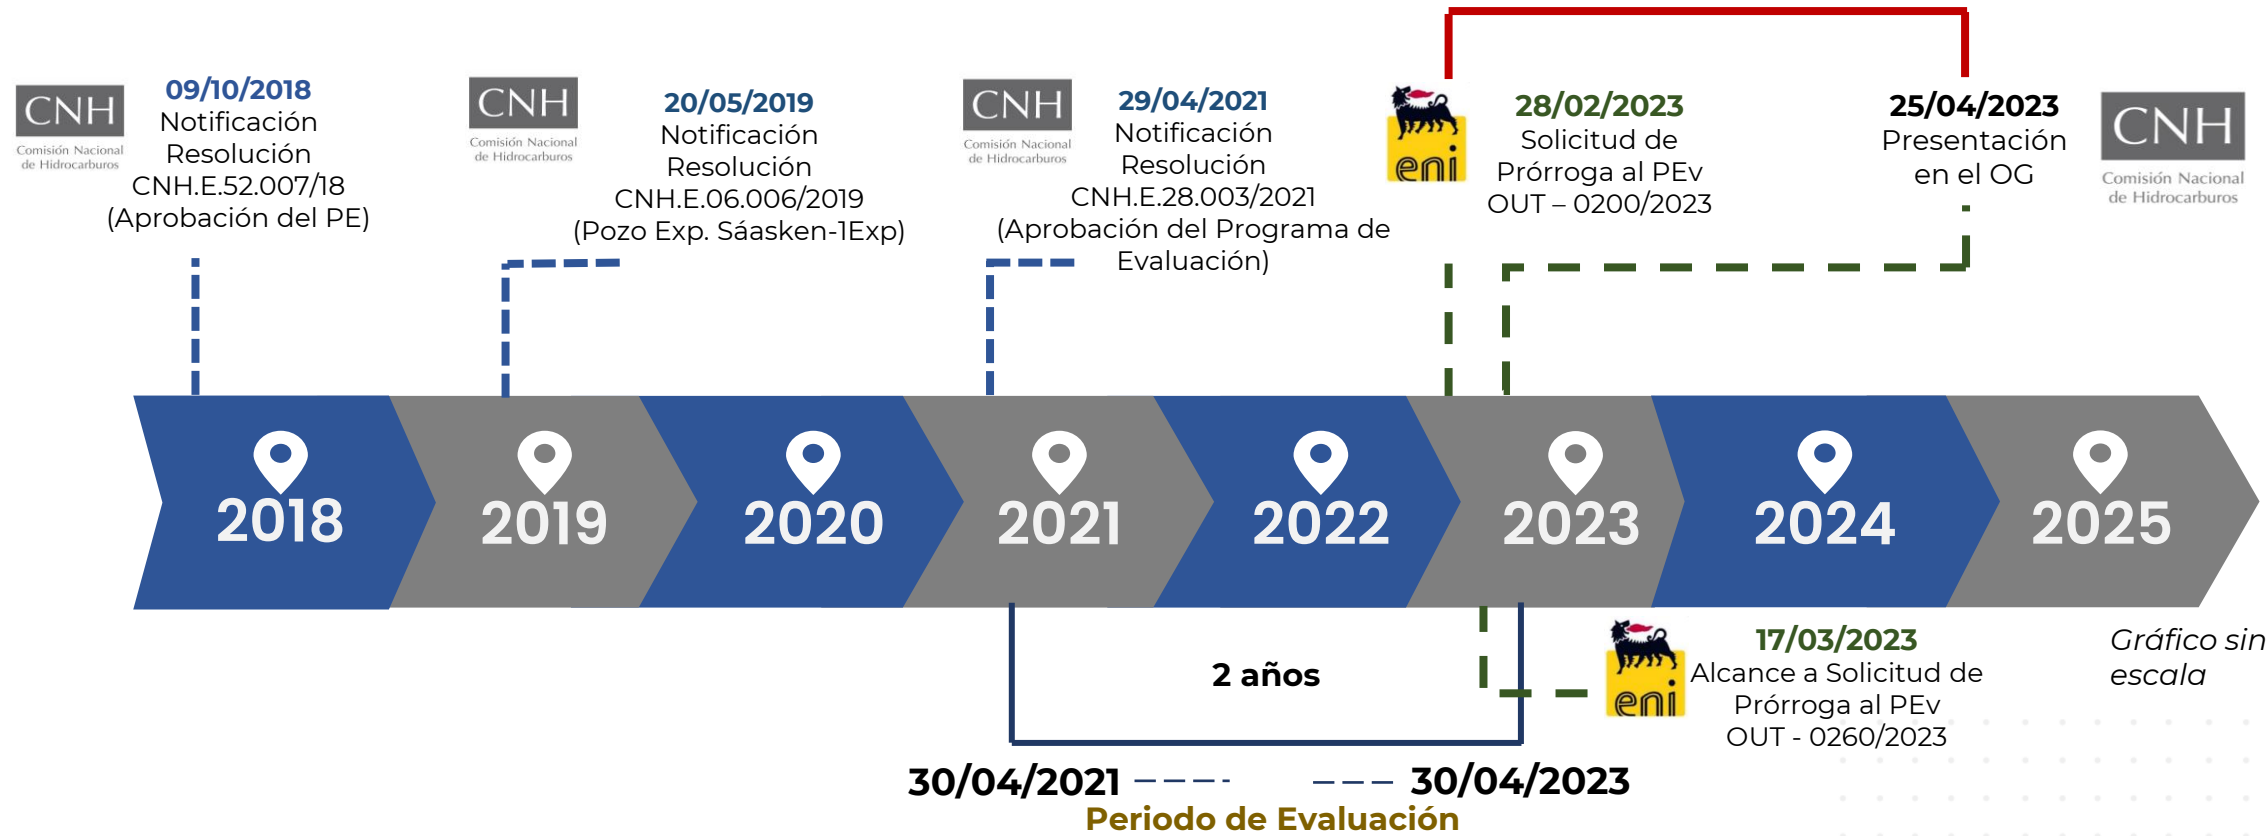 CNH
Comisión Nacional
de Hidrocarburos
09/10/2018
Notificación
Resolución
CNH.E.52.007/18
(Aprobación del PE)
CNH
Comisión Nacional
de Hidrocarburos
20/05/2019
Notificación
Resolución
CNH.E.06.006/2019
(Pozo Exp. Sáasken-1Exp)
CNH
Comisión Nacional
de Hidrocarburos
29/04/2021
Notificación
Resolución
CNH.E.28.003/2021
(Aprobación del Programa de
Evaluación)
eni
28/02/2023
Solicitud de
Prórroga al PEv
OUT – 0200/2023
25/04/2023
Presentación
en el OG
CNH
Comisión Nacional
de Hidrocarburos
2018
2019
2020
2021
2022
2023
2024
2025
2 años
eni
17/03/2023
Alcance a Solicitud de
Prórroga al PEv
OUT - 0260/2023
Gráfico sin
escala
30/04/2021
30/04/2023
Periodo de Evaluación